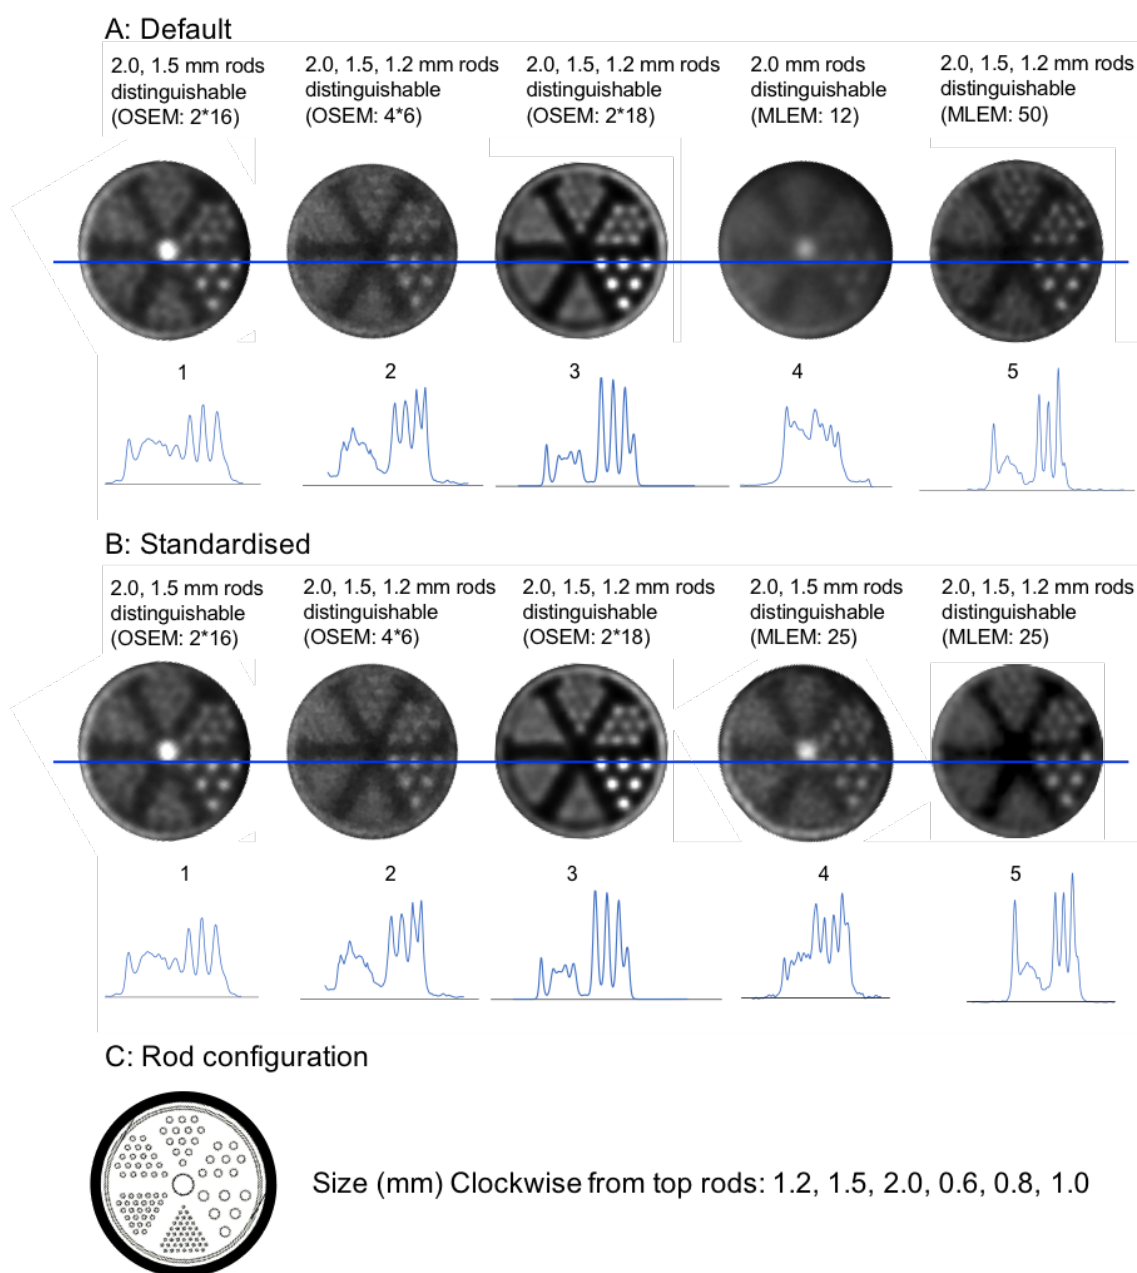 A: Default
2.0, 1.5 mm rods
distinguishable
(OSEM: 2*16)
2.0, 1.5, 1.2 mm rods
distinguishable
(OSEM: 4*6)
2.0, 1.5, 1.2 mm rods
distinguishable
(OSEM: 2*18)
2.0 mm rods
distinguishable
(MLEM: 12)
2.0, 1.5, 1.2 mm rods
distinguishable
(MLEM: 50)
1
2
3
4
5
B: Standardised
2.0, 1.5 mm rods
distinguishable
(OSEM: 2*16)
2.0, 1.5, 1.2 mm rods
distinguishable
(OSEM: 4*6)
2.0, 1.5, 1.2 mm rods
distinguishable
(OSEM: 2*18)
2.0, 1.5 mm rods
distinguishable
(MLEM: 25)
2.0, 1.5, 1.2 mm rods
distinguishable
(MLEM: 25)
1
2
3
4
5
C: Rod configuration
Size (mm) Clockwise from top rods: 1.2, 1.5, 2.0, 0.6, 0.8, 1.0